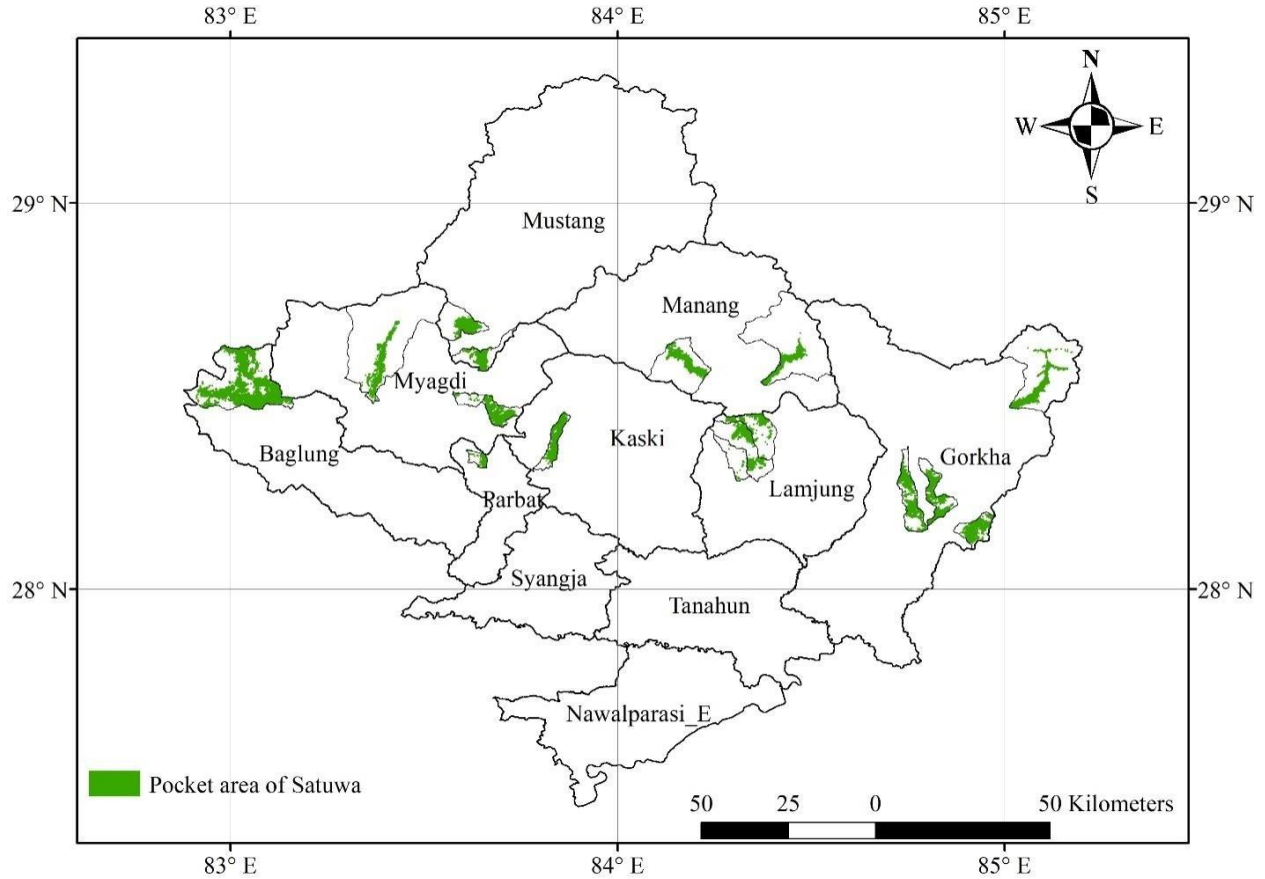 83° E 84° E 85° E
N
W E
S
29° N 29° N
Mustang
Manang
Myagdi
Kaski
Baglung
Gorkha
Lamjung
Parbat
Syangja
28° N 28° N
Tanahun
Nawalparasi_E
Pocket area of Satuwa
50 25 0 50 Kilometers
83° E 84° E 85° E